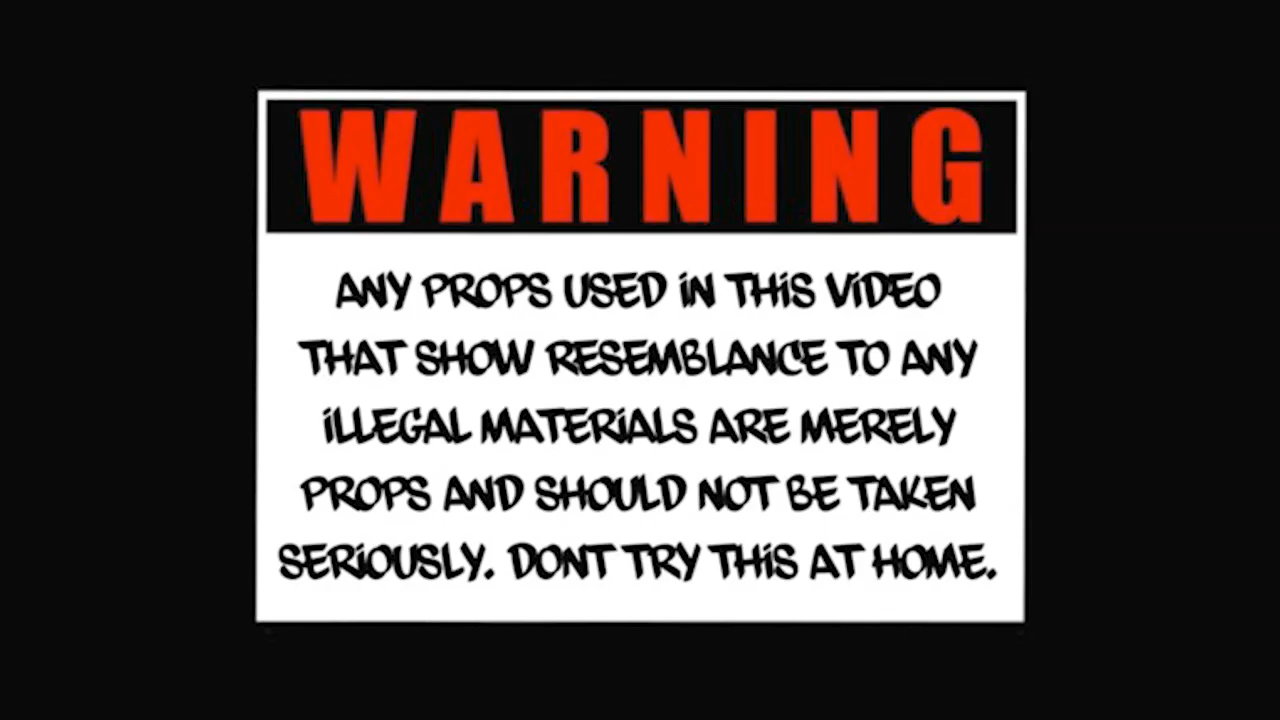 WARNING
ANY PROPS USED iN THiS ViDEO
THAT SHOW RESEMBLANCE TO ANY
iLLEGAL MATERiALS ARE MERELY
PROPS AND SHOULD NOT BE TAKEN
SERiOUSLY. DONT TRY THiS AT HOME.